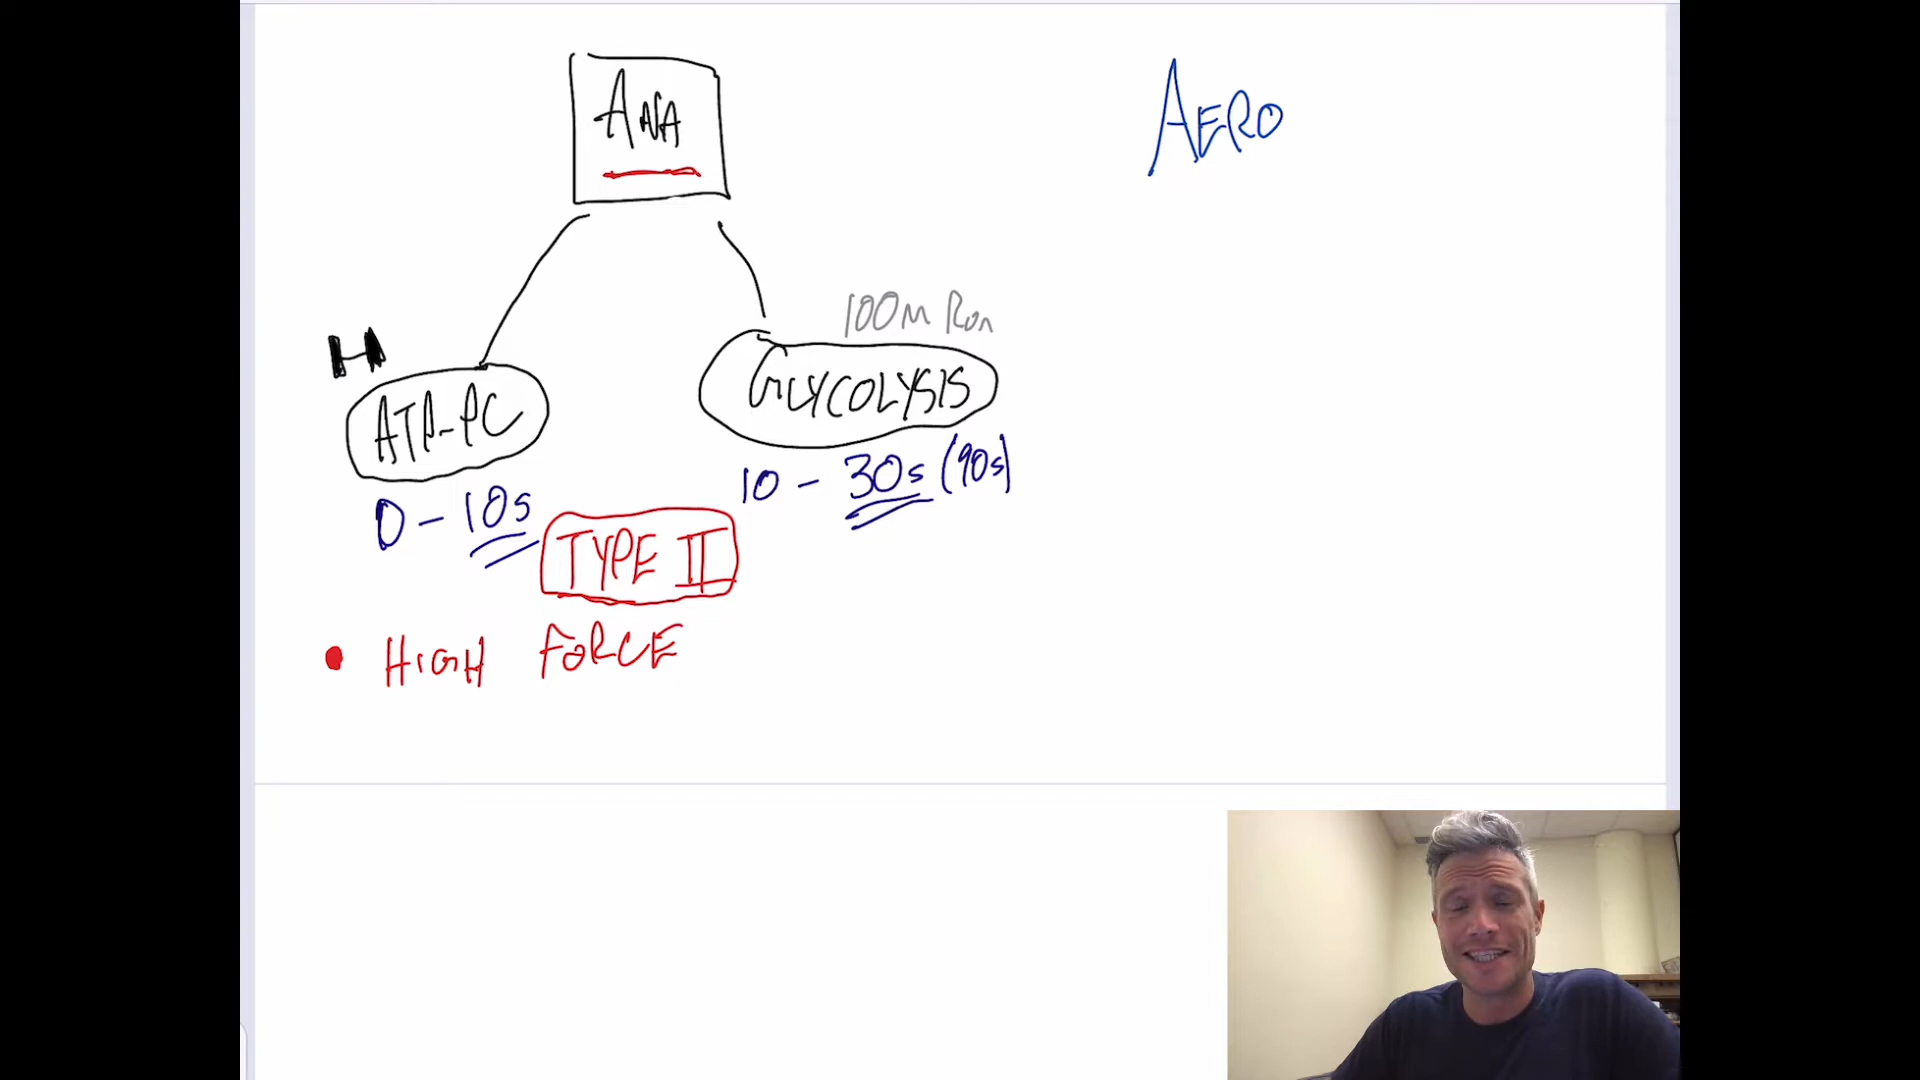 ANA
AERO
100M RUN
ATP-PC
GLYCOLYSIS
0-10s
10-30s (90s)
TYPE II
• HIGH FORCE